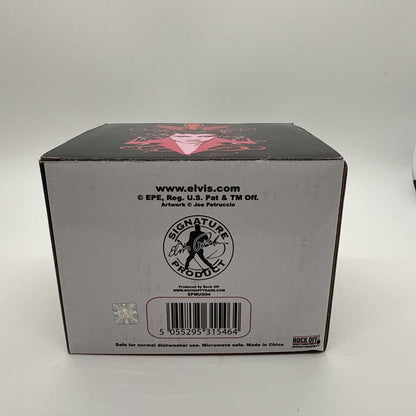 www.elvis.com
© EPE, Reg. U.S. Pat & TM Off.
Artwork © Joe Petruccio
SIGNATURE
PRODUCT
Produced by Rock Off
WWW.ROCKOFFTRADE.COM
EPMUG04
5 055295 315464
Safe for normal dishwasher use. Microwave safe. Made in China
ROCK OFF